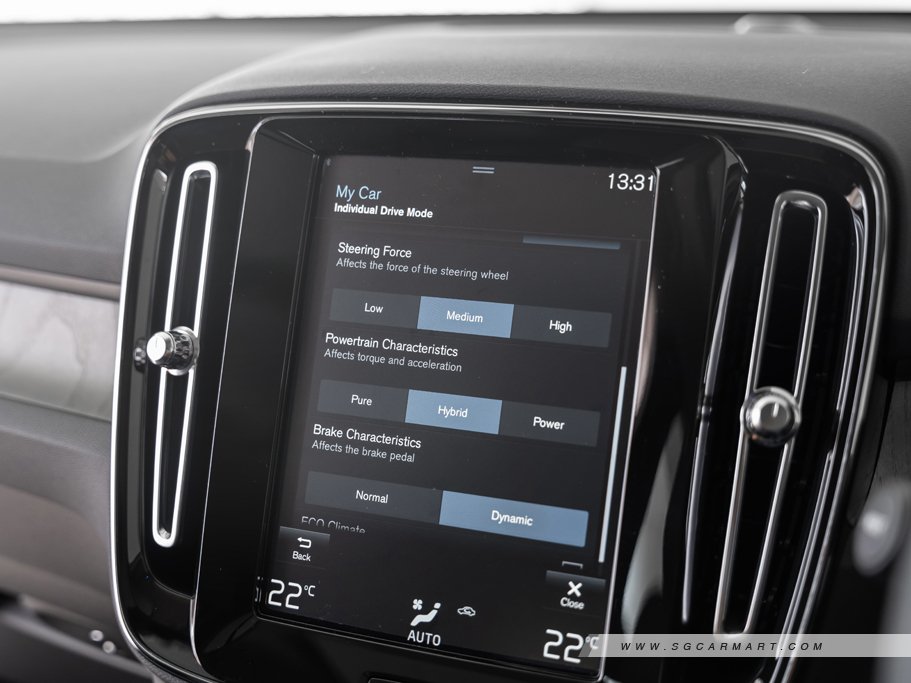 13:31
My Car
Individual Drive Mode
Steering Force
Affects the force of the steering wheel
Low Medium High
Powertrain Characteristics
Affects torque and acceleration
Pure Hybrid Power
Brake Characteristics
Affects the brake pedal
Normal Dynamic
ECO Climate
Back
Close
22°C
AUTO
22°C
WWW.SGCARMART.COM